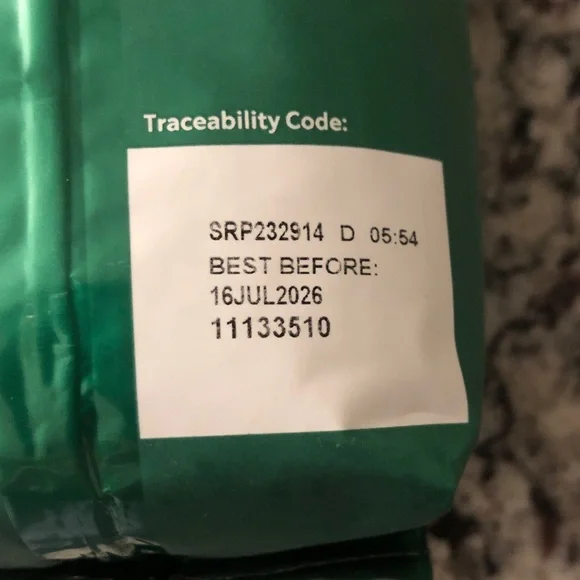 Traceability Code:
SRP232914 D 05:54
BEST BEFORE:
16JUL2026
11133510